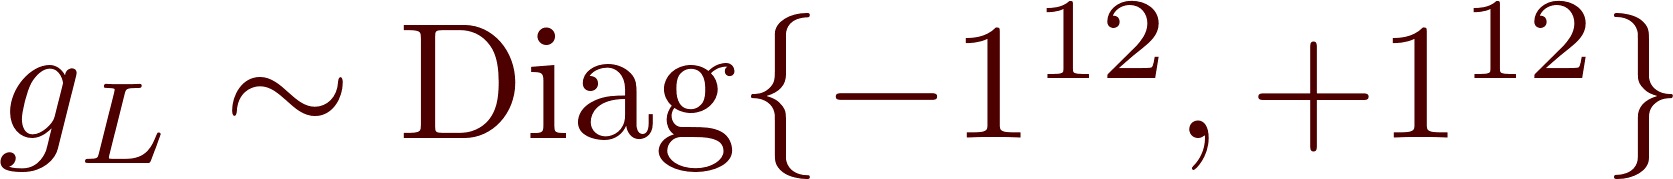 g_L ∼ Diag{−1^{12}, +1^{12}}